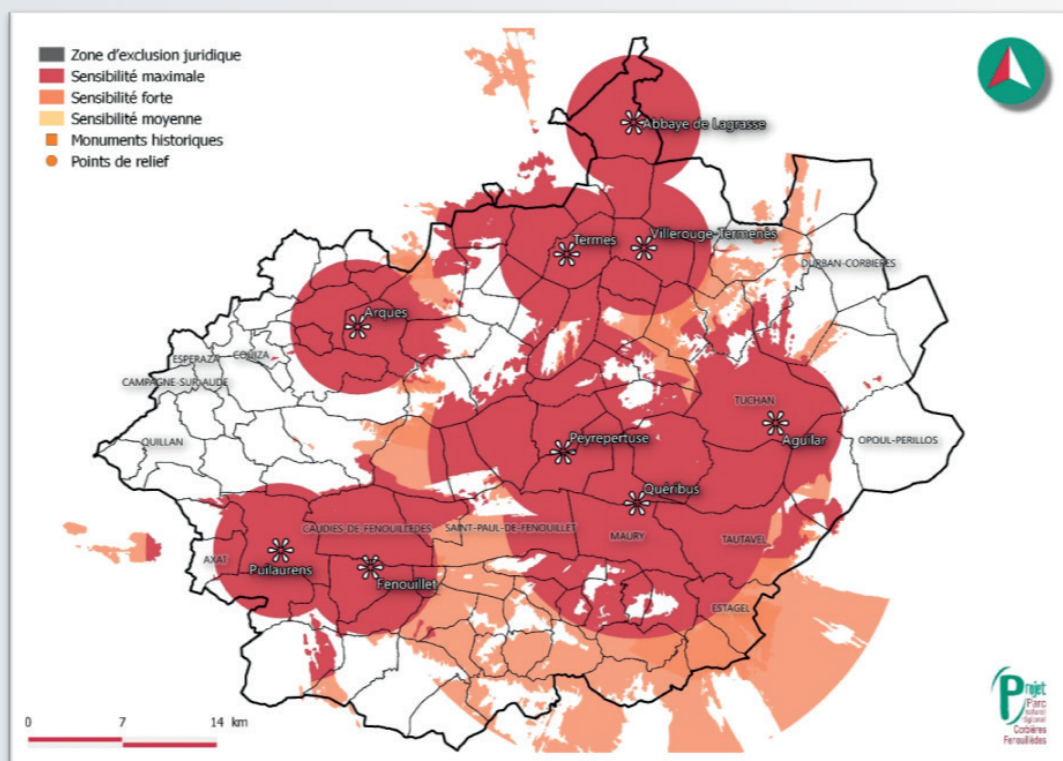 Zone d'exclusion juridique
Sensibilité maximale
Sensibilité forte
Sensibilité moyenne
Monuments historiques
Points de relief
Abbaye de Lagrasse
Termes
Villerouge-Termenès
DURBAN-CORBIERES
Arques
ESPERAZA
COUIZA
CAMPAGNE-SUR-AUDE
TUCHAN
QUILLAN
Peyrepertuse
Aguilar
OPOUL-PERILLOS
Quéribus
CAUDIES-DE-FENOUILLEDES
SAINT-PAUL-DE-FENOUILLET
MAURY
TAUTAVEL
AXAT
Puilaurens
Fenouillet
ESTAGEL
0 7 14 km
Projet
Parc
naturel
régional
Corbières
Fenouillèdes